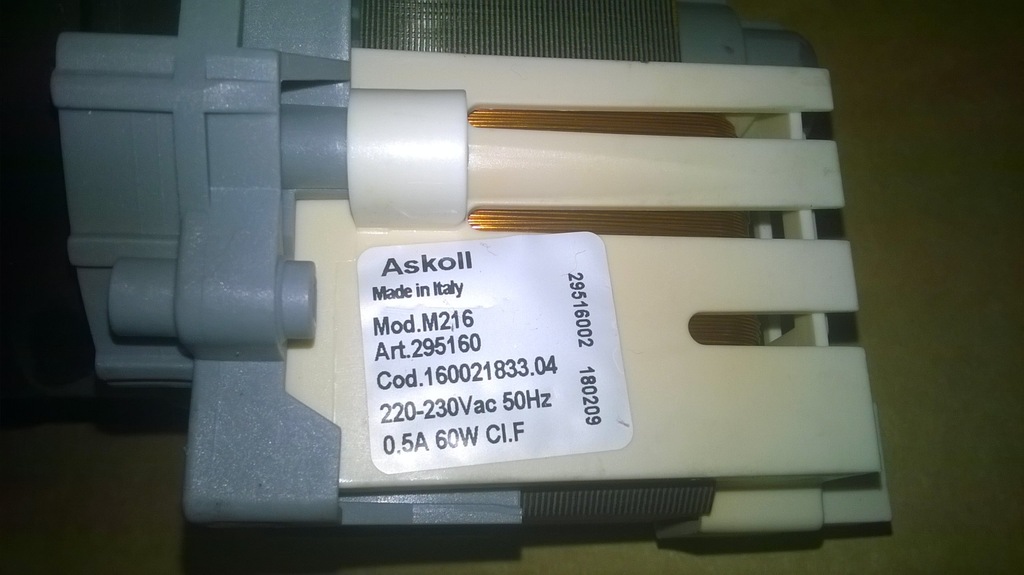 Askoll
Made in Italy
Mod.M216
Art.295160
Cod.160021833.04
220-230Vac 50Hz
0.5A 60W Cl.F
29516002 180209